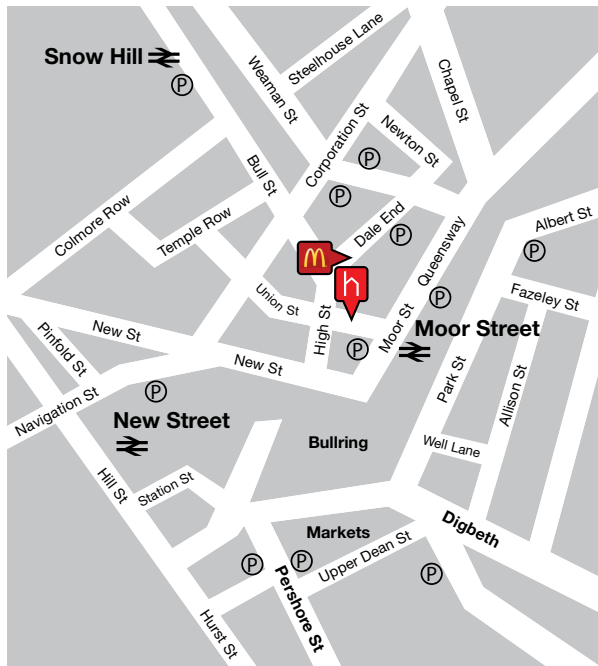 Snow Hill
P
Weaman St
Steelhouse Lane
Chapel St
Corporation St
Newton St
P
P
Bull St
Colmore Row
Temple Row
Dale End
P
Queensway
Albert St
P
Union St
High St
P
Moor St
Moor Street
Fazeley St
Pinfold St
New St
New St
P
Park St
Allison St
Navigation St
P
New Street
Bullring
Well Lane
Hill St
Station St
Markets
Digbeth
P
P
Upper Dean St
P
Pershore St
Hurst St